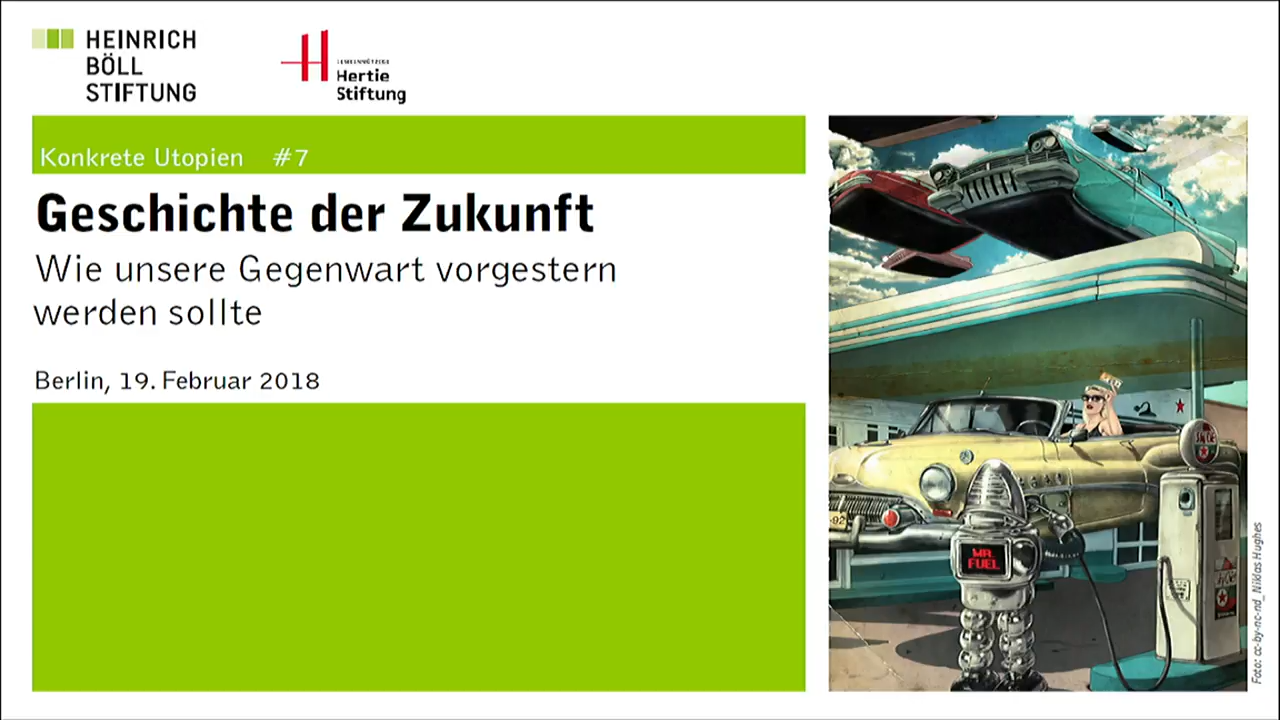 HEINRICH
BÖLL
STIFTUNG
Hertie
Stiftung
Konkrete Utopien #7
Geschichte der Zukunft
Wie unsere Gegenwart vorgestern
werden sollte
Berlin, 19. Februar 2018
MR.
FUEL
-92
Foto: cc-by-nc-nd_Niklas Hughes